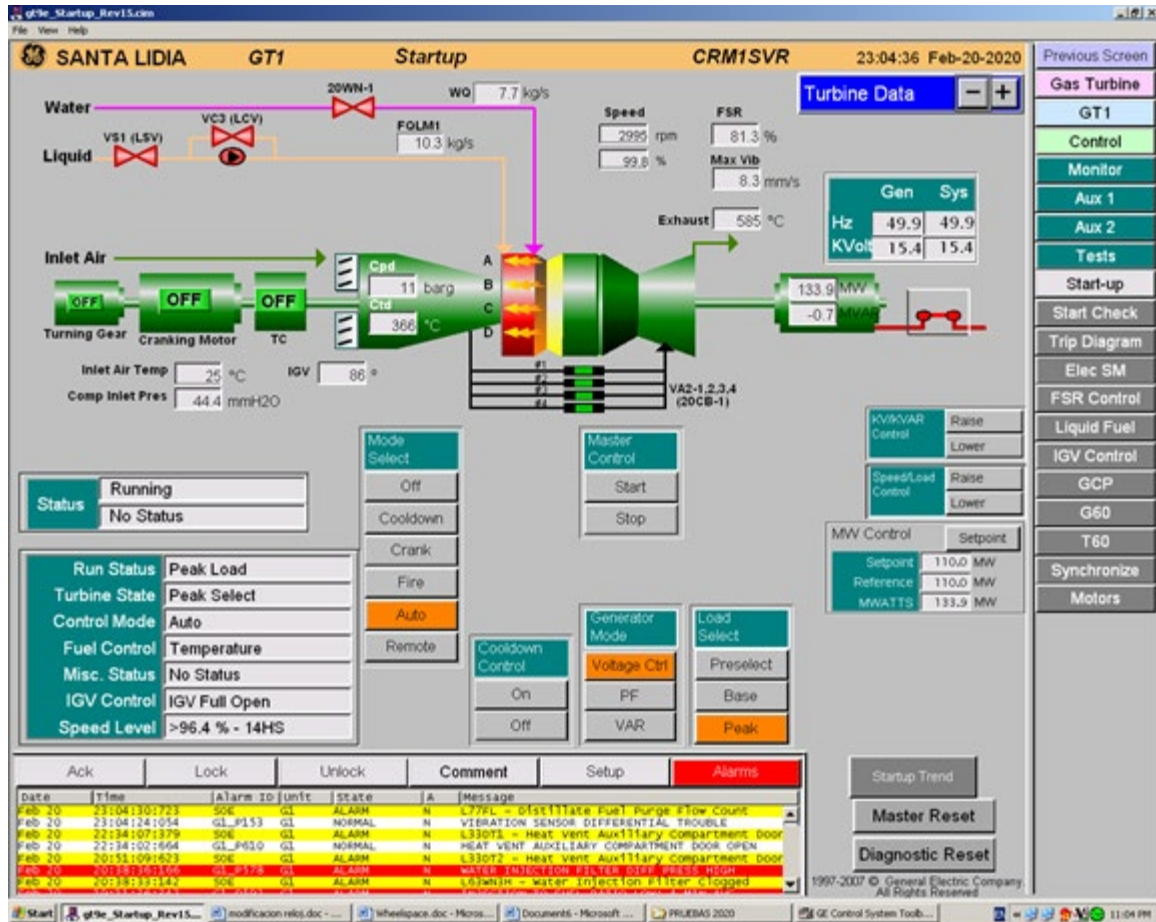 gt9e_Startup_Rev15.cim
File View Help
SANTA LIDIA GT1 Startup CRM1SVR 23:04:36 Feb-20-2020
Previous Screen
Gas Turbine
GT1
Control
Monitor
Aux 1
Aux 2
Tests
Start-up
Start Check
Trip Diagram
Elec SM
FSR Control
Liquid Fuel
IGV Control
GCP
G60
T60
Synchronize
Motors
Turbine Data - +
Water
20WN-1
WQ 7.7 kg/s
VS1 (LSV)
VC3 (LCV)
Liquid
FQLM1
10.3 kg/s
Speed
2995 rpm
99.8 %
FSR
81.3 %
Max Vib
8.3 mm/s
Exhaust 585 °C
Gen Sys
Hz 49.9 49.9
KVolt 15.4 15.4
Inlet Air
Cpd
11 barg
Ctd
366 °C
A
B
C
D
OFF
OFF
OFF
Turning Gear
Cranking Motor
TC
133.9 MW
-0.7 MVAR
Inlet Air Temp 25 °C
IGV 86 °
Comp Inlet Pres 44.4 mmH2O
#1
#2
#3
#4
VA2-1,2,3,4
(20CB-1)
KV/KVAR
Control
Raise
Lower
Speed/Load
Control
Raise
Lower
MW Control Setpoint
Setpoint 110.0 MW
Reference 110.0 MW
MWATTS 133.9 MW
Mode
Select
Off
Cooldown
Crank
Fire
Auto
Remote
Master
Control
Start
Stop
Status
Running
No Status
Run Status Peak Load
Turbine State Peak Select
Control Mode Auto
Fuel Control Temperature
Misc. Status No Status
IGV Control IGV Full Open
Speed Level >96.4 % - 14HS
Cooldown
Control
On
Off
Generator
Mode
Voltage Ctrl
PF
VAR
Load
Select
Preselect
Base
Peak
Ack Lock Unlock Comment Setup Alarms
Date Time Alarm ID Unit State A Message
Feb 20 23:04:30:723 SOE G1 ALARM N L77FL - Distillate Fuel Purge Flow Count
Feb 20 23:04:24:054 G1_P153 G1 NORMAL N VIBRATION SENSOR DIFFERENTIAL TROUBLE
Feb 20 22:34:07:379 SOE G1 ALARM N L33OT1 - Heat Vent Auxiliary Compartment Door
Feb 20 22:34:02:664 G1_P610 G1 NORMAL N HEAT VENT AUXILIARY COMPARTMENT DOOR OPEN
Feb 20 20:51:09:623 SOE G1 ALARM N L33OT2 - Heat Vent Auxiliary Compartment Door
Feb 20 20:38:36:166 G1_P578 G1 ALARM N WATER INJECTION FILTER DIFF PRESS HIGH
Feb 20 20:38:33:142 SOE G1 ALARM N L63WN3H - Water Injection Filter Clogged
Startup Trend
Master Reset
Diagnostic Reset
1997-2007 © General Electric Company.
All Rights Reserved
Start gt9e_Startup_Rev15... modificacion reloj.doc - ... Wheelspace.doc - Micros... Document6 - Microsoft ... PRUEBAS 2020 GE Control System Toolb... 11:04 PM